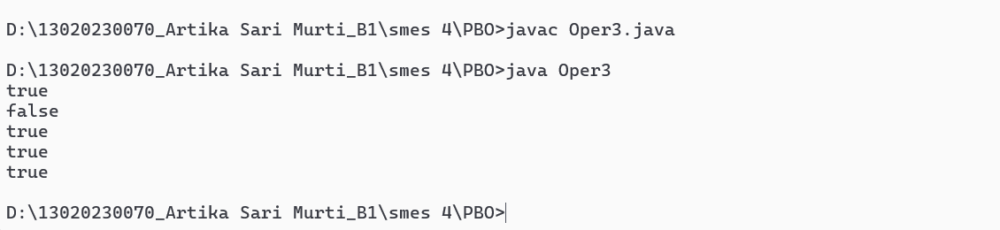 D:\13020230070_Artika Sari Murti_B1\smes 4\PBO>javac Oper3.java
D:\13020230070_Artika Sari Murti_B1\smes 4\PBO>java Oper3
true
false
true
true
true
D:\13020230070_Artika Sari Murti_B1\smes 4\PBO>